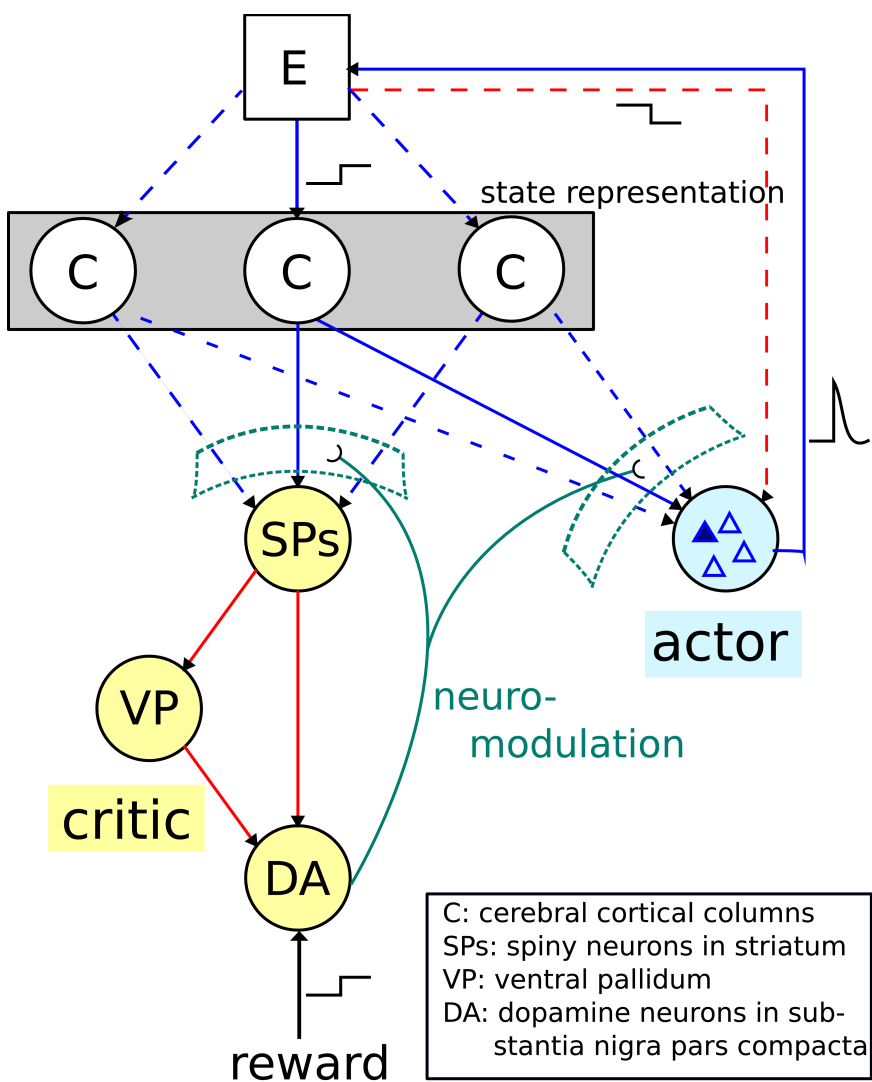 E
state representation
C C C
SPs
actor
VP
neuro-
modulation
critic
DA
C: cerebral cortical columns
SPs: spiny neurons in striatum
VP: ventral pallidum
DA: dopamine neurons in sub-
stantia nigra pars compacta
reward